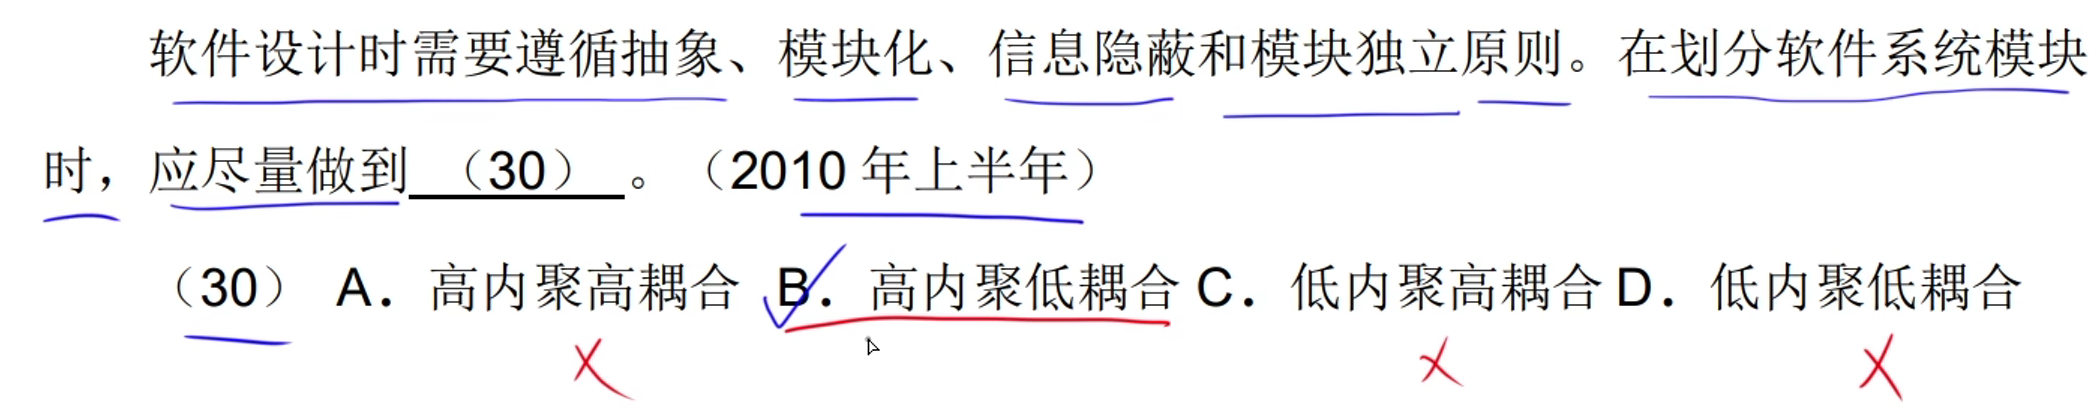 软件设计时需要遵循抽象、模块化、信息隐蔽和模块独立原则。在划分软件系统模块
时，应尽量做到（30）。（2010 年上半年）
（30） A．高内聚高耦合 B．高内聚低耦合 C．低内聚高耦合 D．低内聚低耦合